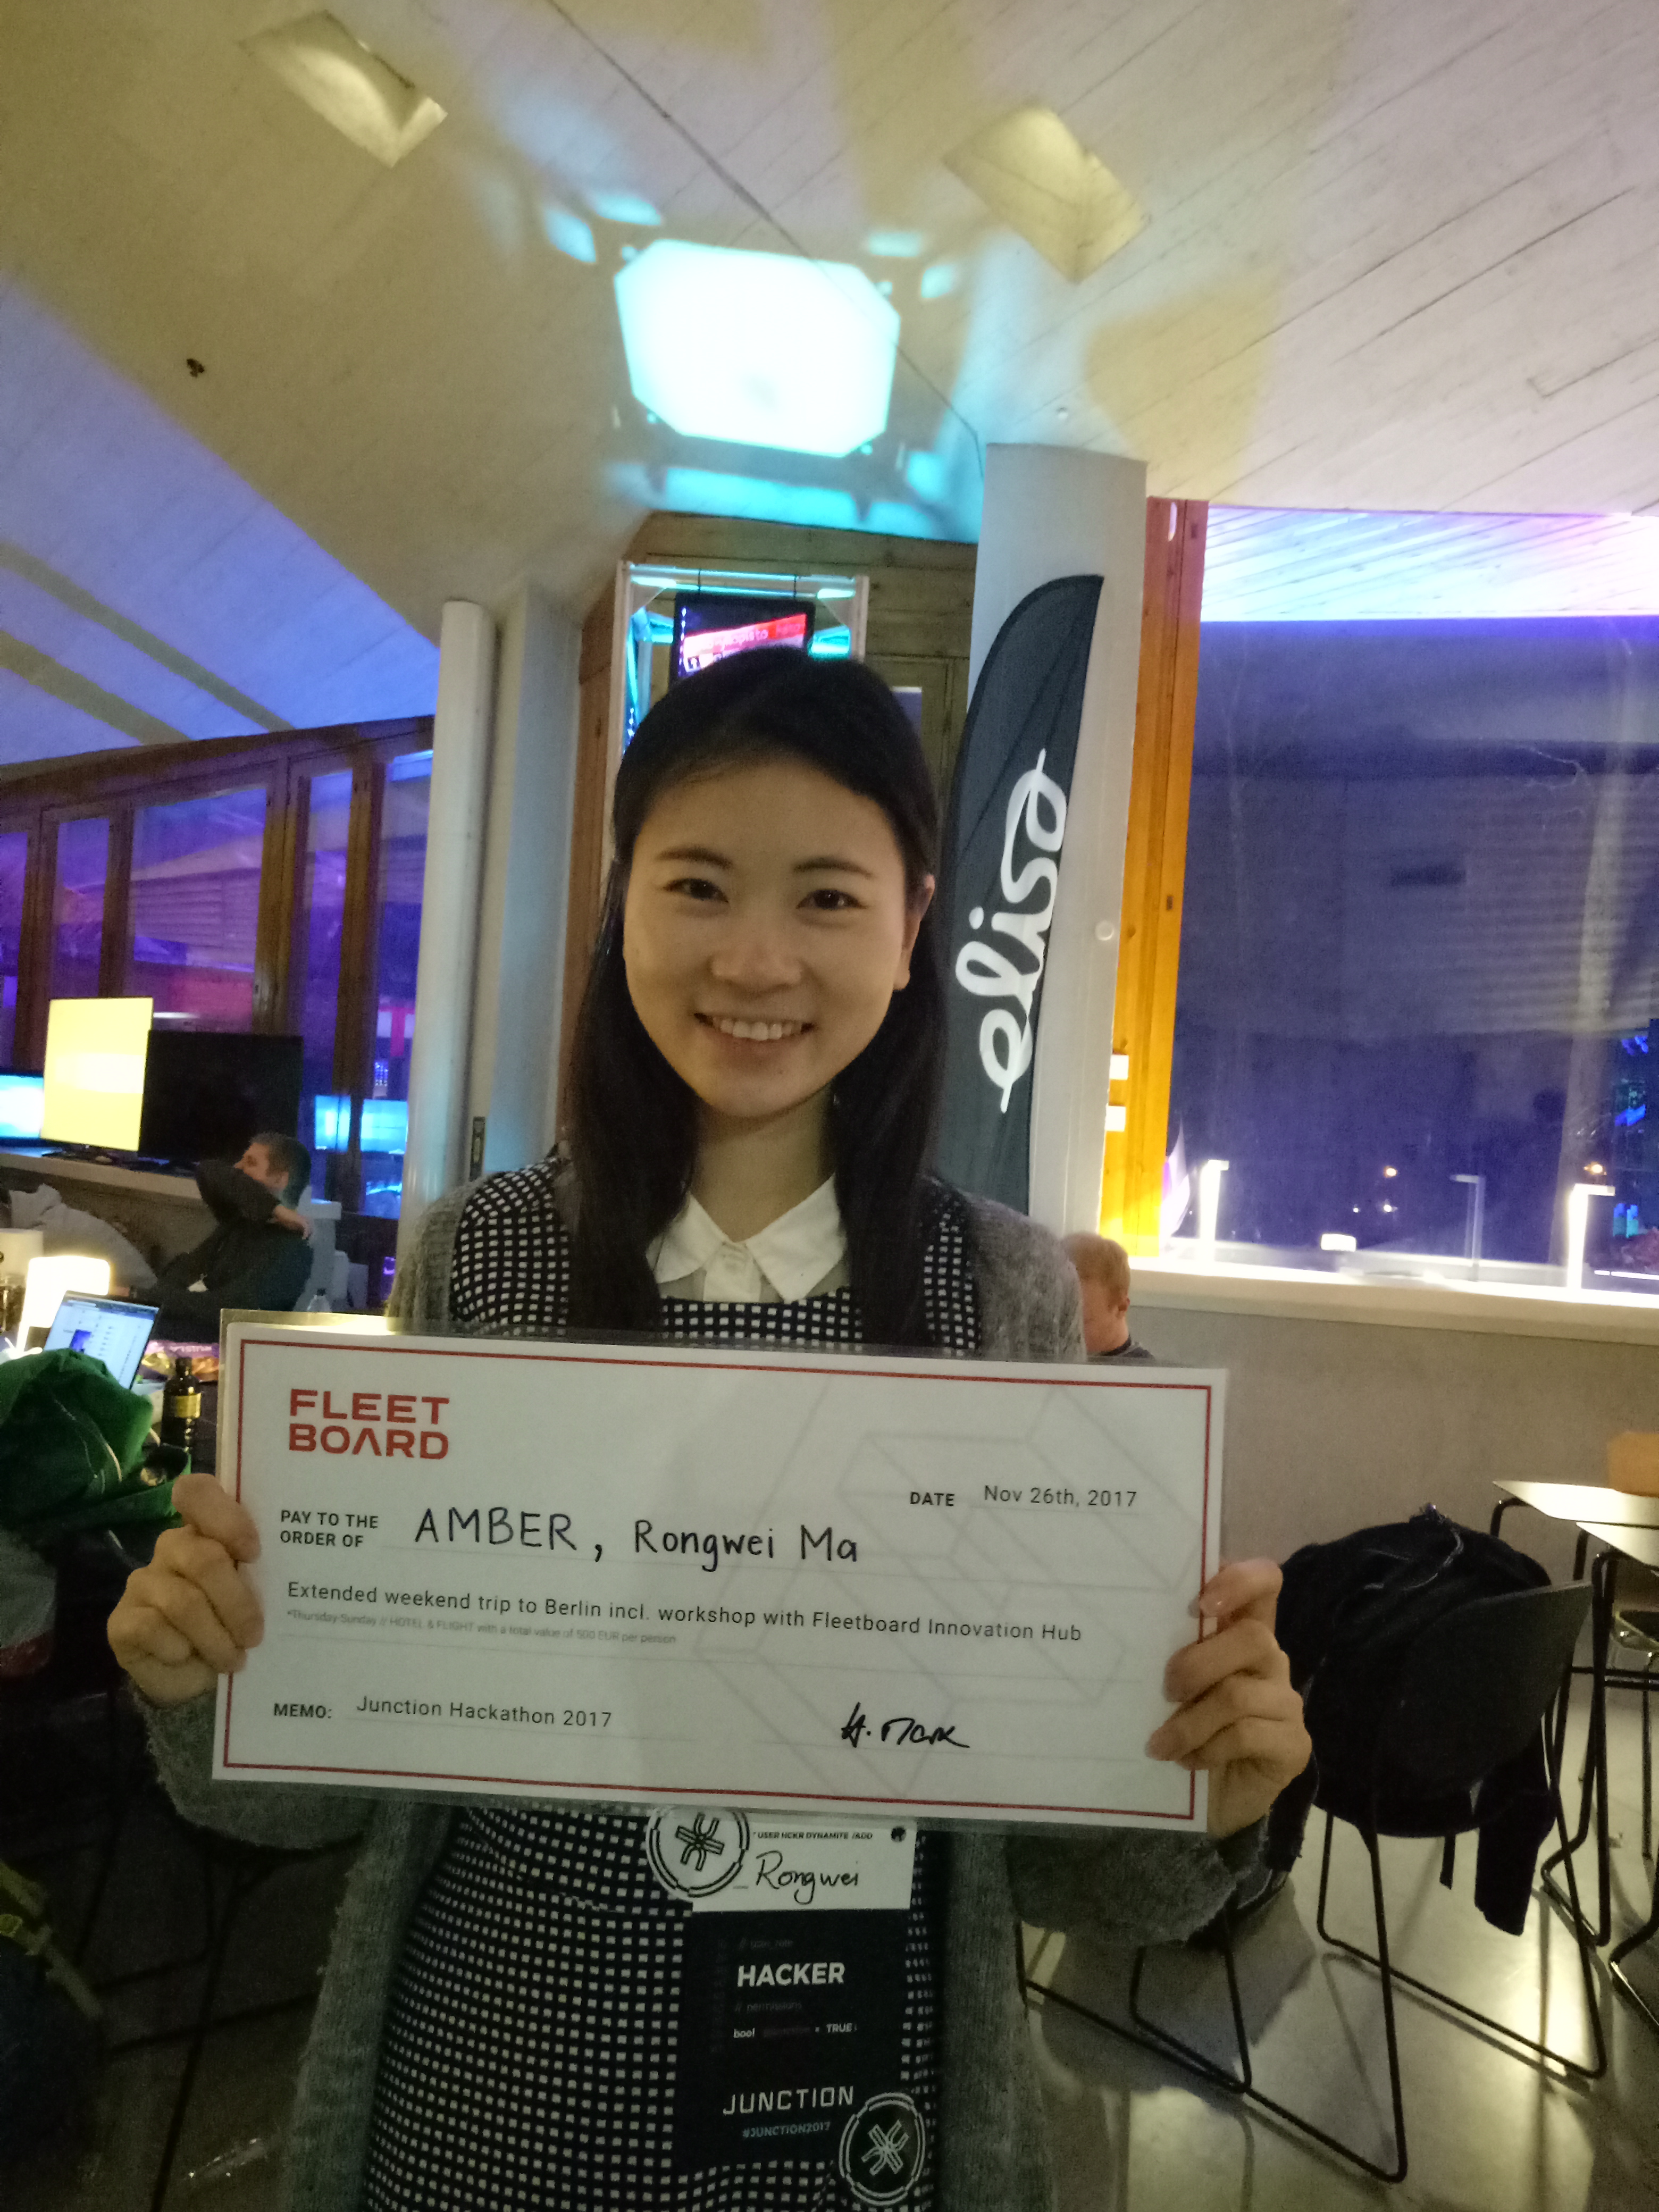 elisa
FLEET
BOARD
DATE Nov 26th, 2017
PAY TO THE
ORDER OF AMBER, Rongwei Ma
Extended weekend trip to Berlin incl. workshop with Fleetboard Innovation Hub
*Thursday-Sunday // HOTEL & FLIGHT with a total value of 500 EUR per person
MEMO: Junction Hackathon 2017
USER HCKR DYNAMITE /ADD
Rongwei
HACKER
// permissions
bool = TRUE;
JUNCTION
#JUNCTION2017